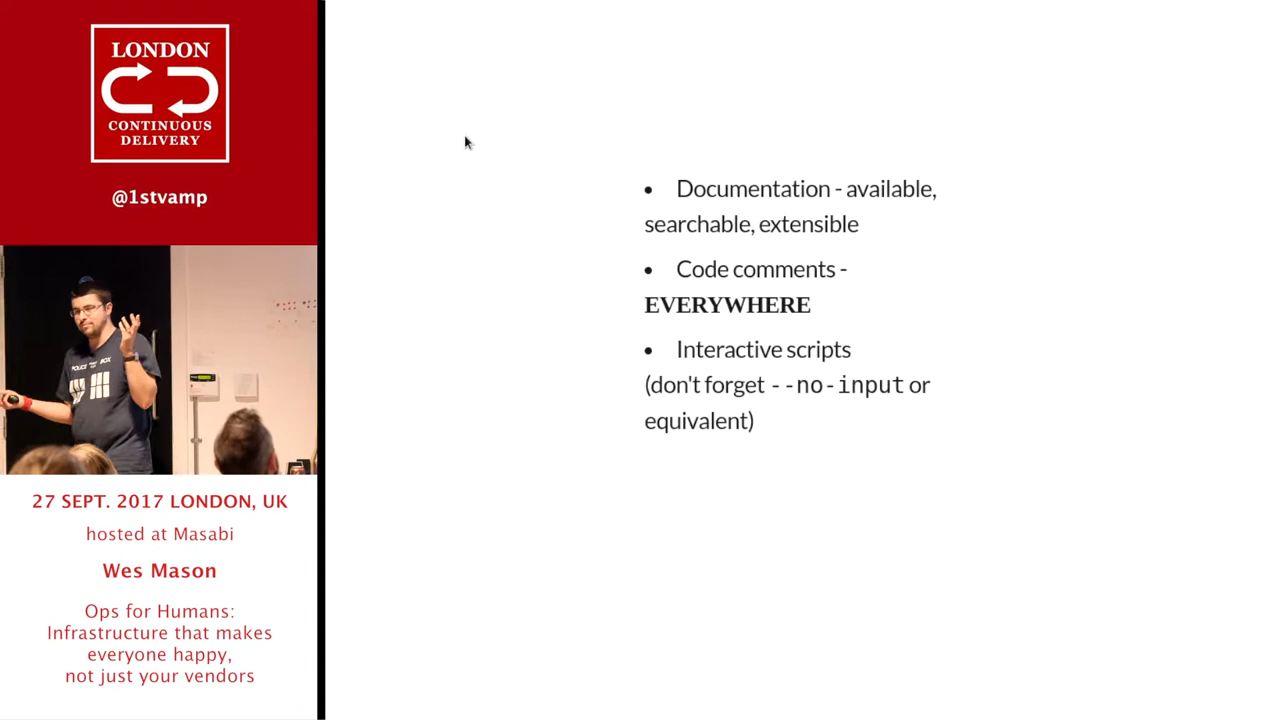 LONDON
CONTINUOUS
DELIVERY
@1stvamp
POLICE BOX
27 SEPT. 2017 LONDON, UK
hosted at Masabi
Wes Mason
Ops for Humans:
Infrastructure that makes
everyone happy,
not just your vendors
• Documentation - available,
searchable, extensible
• Code comments -
EVERYWHERE
• Interactive scripts
(don't forget --no-input or
equivalent)